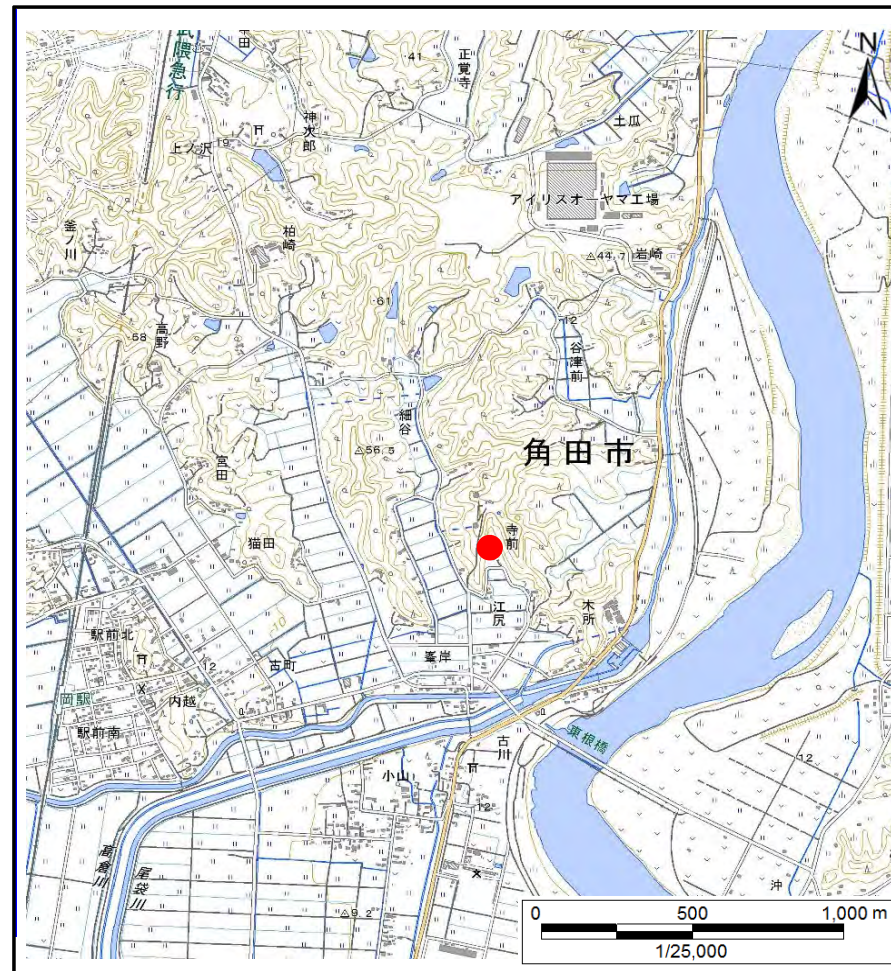 武隈急行
平田
・41
正覚寺
N
土瓜
神次郎
上ノ沢
19
アイリスオーヤマ工場
柏崎
釜ノ川
岩崎
△44.7
・61
12
・58
高野
谷津前
細谷
角田市
△56.5
宮田
寺前
猫田
江尻
木所
10
駅前北
峯岸
12
古町
内越
岡駅
古川
東根橋
駅前南
12
小山
12
高倉川
尾袋川
沖
△9.2
0 500 1,000 m
1/25,000